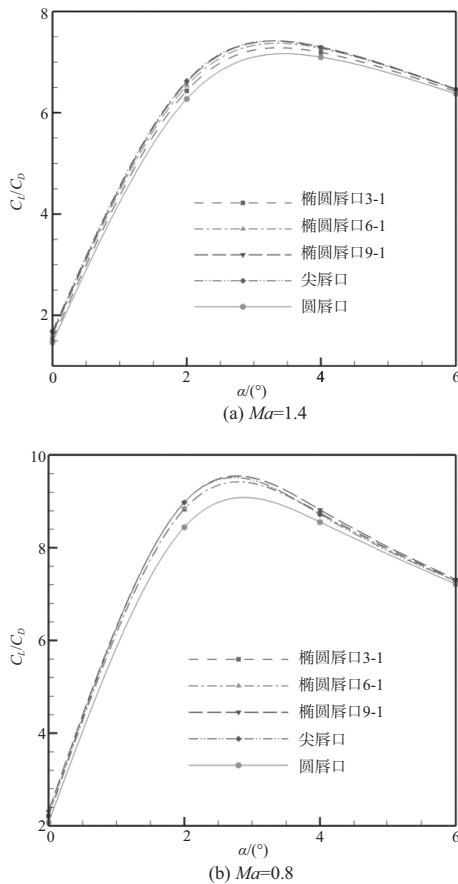 8
6
4
2
C_L/C_D
椭圆唇口3-1
椭圆唇口6-1
椭圆唇口9-1
尖唇口
圆唇口
0
2
4
6
α/(°)
(a) Ma=1.4
10
8
6
4
2
C_L/C_D
椭圆唇口3-1
椭圆唇口6-1
椭圆唇口9-1
尖唇口
圆唇口
0
2
4
6
α/(°)
(b) Ma=0.8